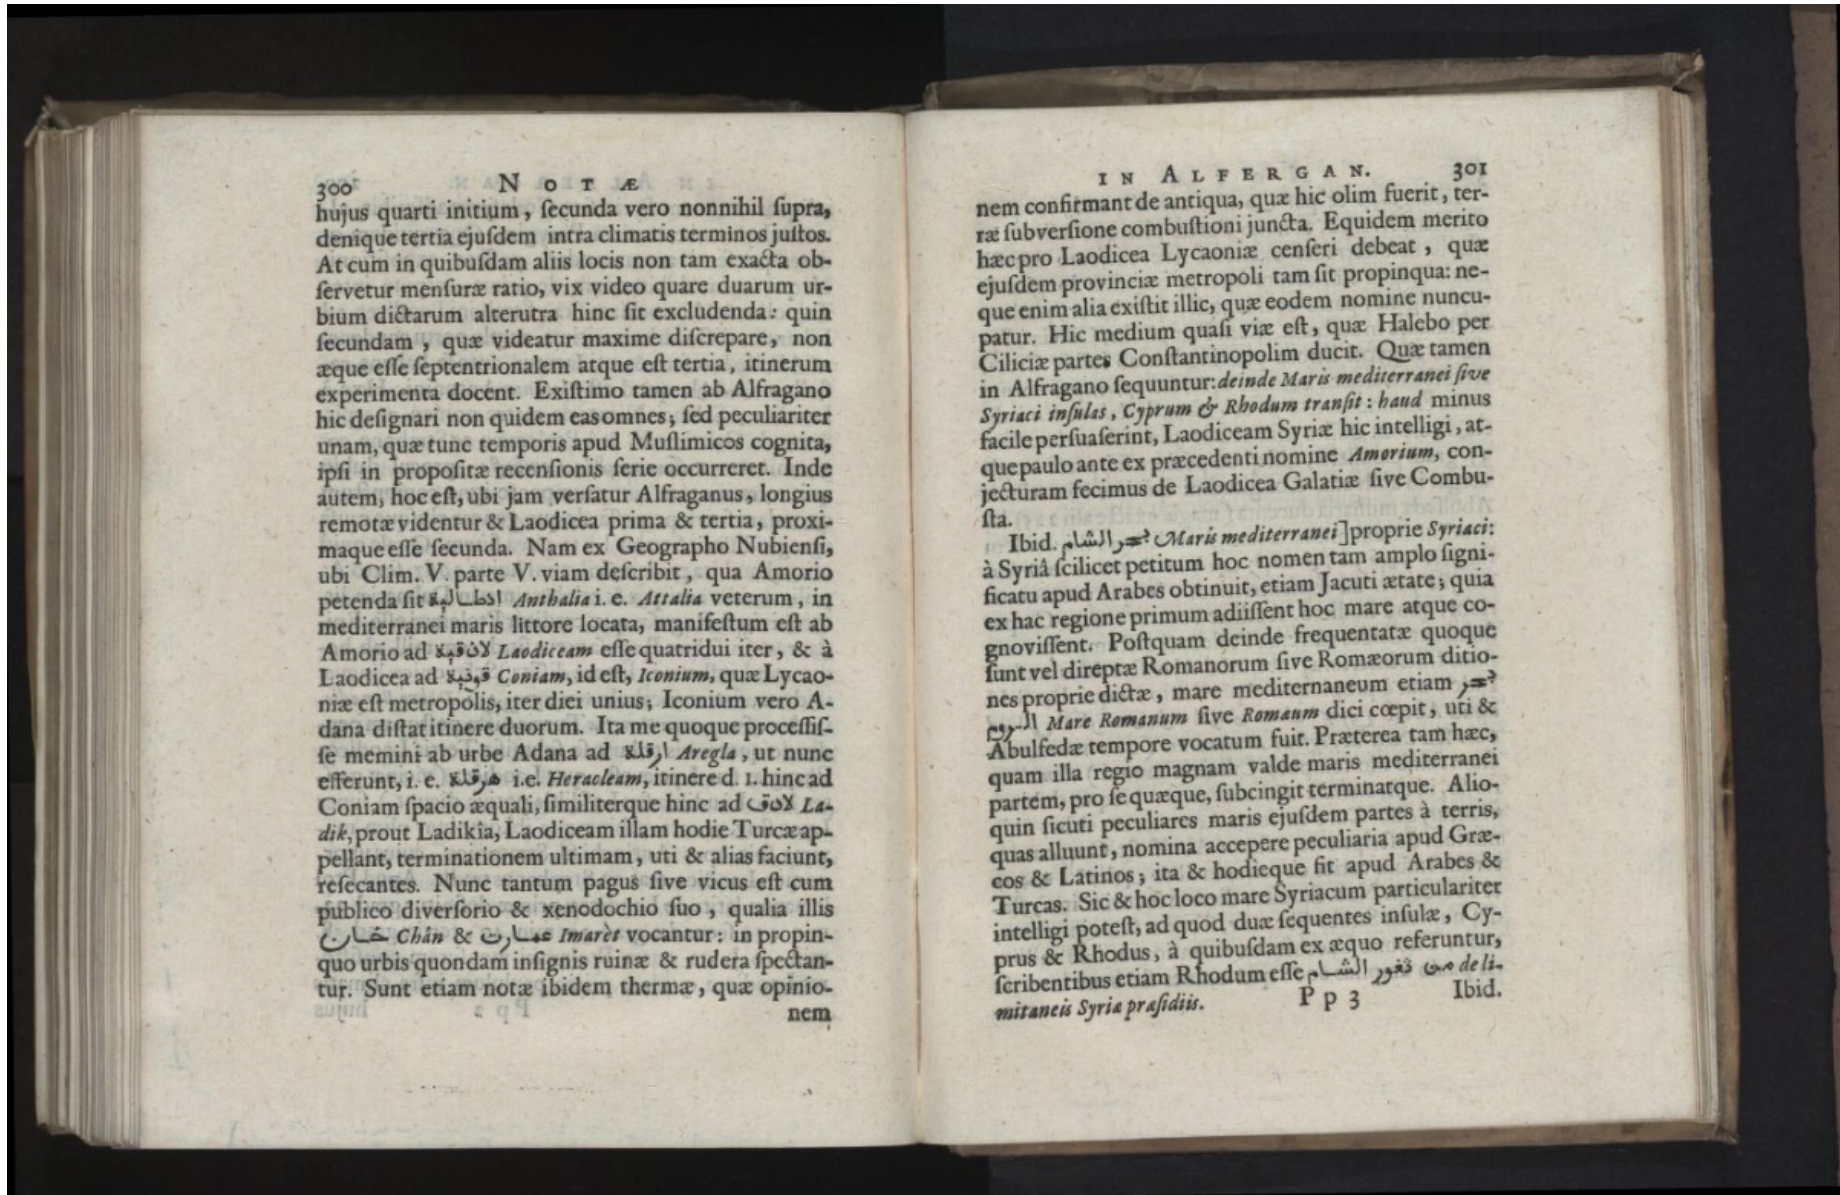 300 NOTÆ
hujus quarti initium, ſecunda vero nonnihil ſupra,
denique tertia ejuſdem intra climatis terminos juſtos.
At cum in quibuſdam aliis locis non tam exacta ob-
ſervetur menſuræ ratio, vix video quare duarum ur-
bium dictarum alterutra hinc ſit excludenda: quin
ſecundam, quæ videatur maxime diſcrepare, non
æque eſſe ſeptentrionalem atque eſt tertia, itinerum
experimenta docent. Exiſtimo tamen ab Alfragano
hic deſignari non quidem eas omnes; ſed peculiariter
unam, quæ tunc temporis apud Muſlimicos cognita,
ipſi in propoſitæ recenſionis ſerie occurreret. Inde
autem, hoc eſt, ubi jam verſatur Alfraganus, longius
remotæ videntur & Laodicea prima & tertia, proxi-
maque eſſe ſecunda. Nam ex Geographo Nubienſi,
ubi Clim. V. parte V. viam deſcribit, qua Amorio
petenda ſit انطالية Anthalia i. e. Attalia veterum, in
mediterranei maris littore locata, manifeſtum eſt ab
Amorio ad لاذقية Laodiceam eſſe quatridui iter, & à
Laodicea ad قونية Coniam, id eſt, Iconium, quæ Lycao-
niæ eſt metropolis, iter diei unius; Iconium vero A-
dana diſtat itinere duorum. Ita me quoque proceſſiſ-
ſe memini ab urbe Adana ad ارقلة Aregla, ut nunc
efferunt, i. e. هرقلة i.e. Heracleam, itinere d. 1. hinc ad
Coniam ſpacio æquali, ſimiliterque hinc ad لاذق La-
dik, prout Ladikîa, Laodiceam illam hodie Turcæ ap-
pellant, terminationem ultimam, uti & alias faciunt,
reſecantes. Nunc tantum pagus ſive vicus eſt cum
publico diverſorio & xenodochio ſuo, qualia illis
خان Chân & عمارت Imarèt vocantur: in propin-
quo urbis quondam inſignis ruinæ & rudera ſpectan-
tur. Sunt etiam notæ ibidem thermæ, quæ opinio-
nem
IN ALFERGAN. 301
nem confirmant de antiqua, quæ hic olim fuerit, ter-
ræ ſubverſione combuſtioni juncta. Equidem merito
hæc pro Laodicea Lycaoniæ cenſeri debeat, quæ
ejuſdem provinciæ metropoli tam ſit propinqua: ne-
que enim alia exiſtit illic, quæ eodem nomine nuncu-
patur. Hic medium quaſi viæ eſt, quæ Halebo per
Ciliciæ partes Conſtantinopolim ducit. Quæ tamen
in Alfragano ſequuntur: deinde Maris mediterranei ſive
Syriaci inſulas, Cyprum & Rhodum tranſit: haud minus
facile perſuaſerint, Laodiceam Syriæ hic intelligi, at-
que paulo ante ex præcedenti nomine Amorium, con-
jecturam fecimus de Laodicea Galatiæ ſive Combu-
ſta.
Ibid. بحر الشام Maris mediterranei] proprie Syriaci:
à Syriâ ſcilicet petitum hoc nomen tam amplo ſigni-
ficatu apud Arabes obtinuit, etiam Jacuti ætate; quia
ex hac regione primum adiiſſent hoc mare atque co-
gnoviſſent. Poſtquam deinde frequentatæ quoque
ſunt vel direptæ Romanorum ſive Romæorum ditio-
nes proprie dictæ, mare mediternaneum etiam بحر
الروم Mare Romanum ſive Romæum dici cœpit, uti &
Abulfedæ tempore vocatum fuit. Præterea tam hæc,
quam illa regio magnam valde maris mediterranei
partem, pro ſe quæque, ſubcingit terminatque. Alio-
quin ſicuti peculiares maris ejuſdem partes à terris,
quas alluunt, nomina accepere peculiaria apud Græ-
cos & Latinos; ita & hodieque fit apud Arabes &
Turcas. Sic & hoc loco mare Syriacum particulariter
intelligi poteſt, ad quod duæ ſequentes inſulæ, Cy-
prus & Rhodus, à quibuſdam ex æquo referuntur,
ſcribentibus etiam Rhodum eſſe من ثغور الشام de li-
mitaneis Syriæ præſidiis. Pp 3 Ibid.